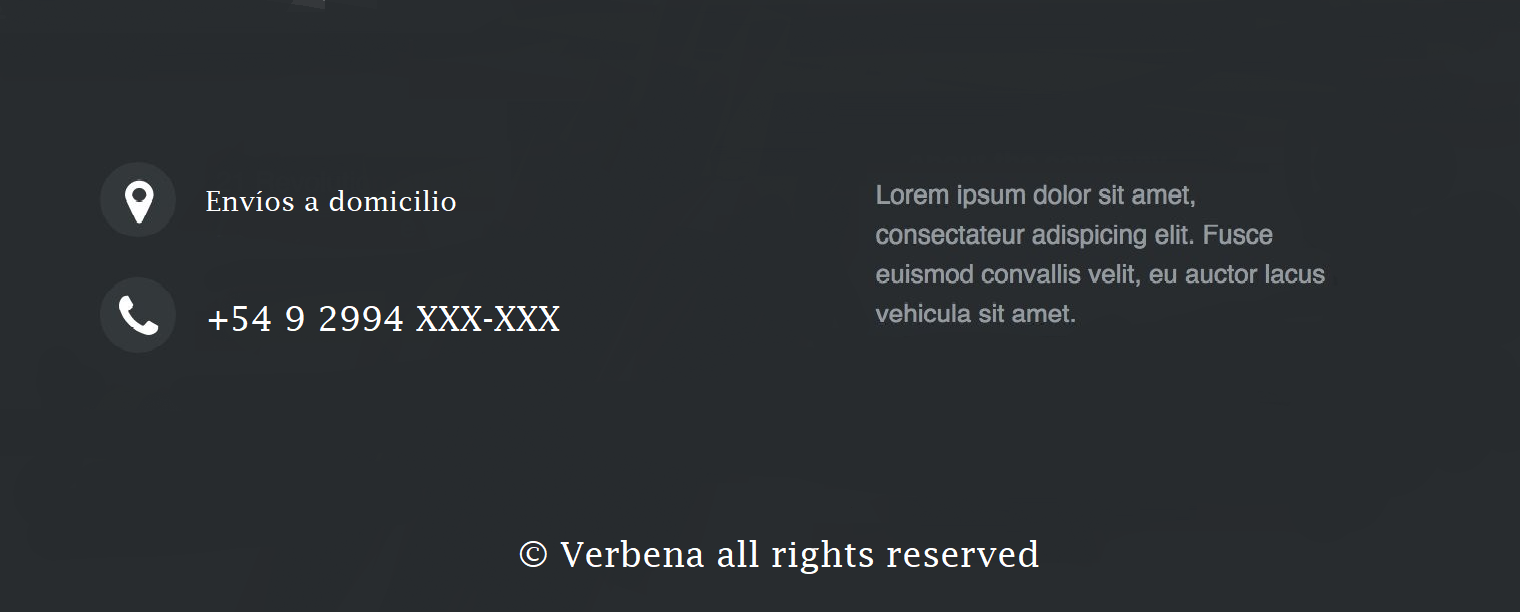 Envíos a domicilio
+54 9 2994 XXX-XXX
Lorem ipsum dolor sit amet,
consectateur adispicing elit. Fusce
euismod convallis velit, eu auctor lacus
vehicula sit amet.
© Verbena all rights reserved